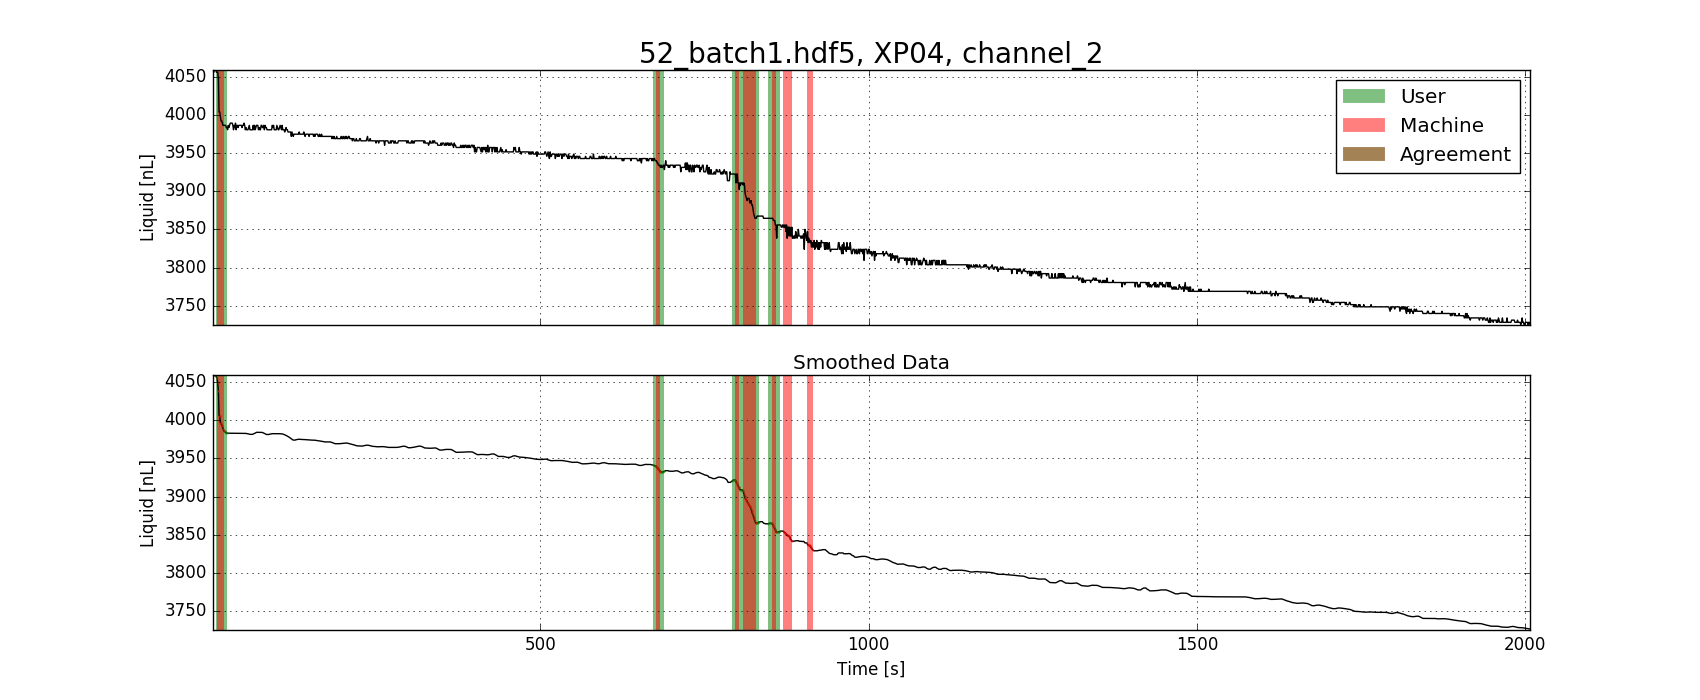 52_batch1.hdf5, XP04, channel_2
4050
4000
3950
3900
3850
3800
3750
Liquid [nL]
User
Machine
Agreement
Smoothed Data
4050
4000
3950
3900
3850
3800
3750
Liquid [nL]
500
1000
1500
2000
Time [s]